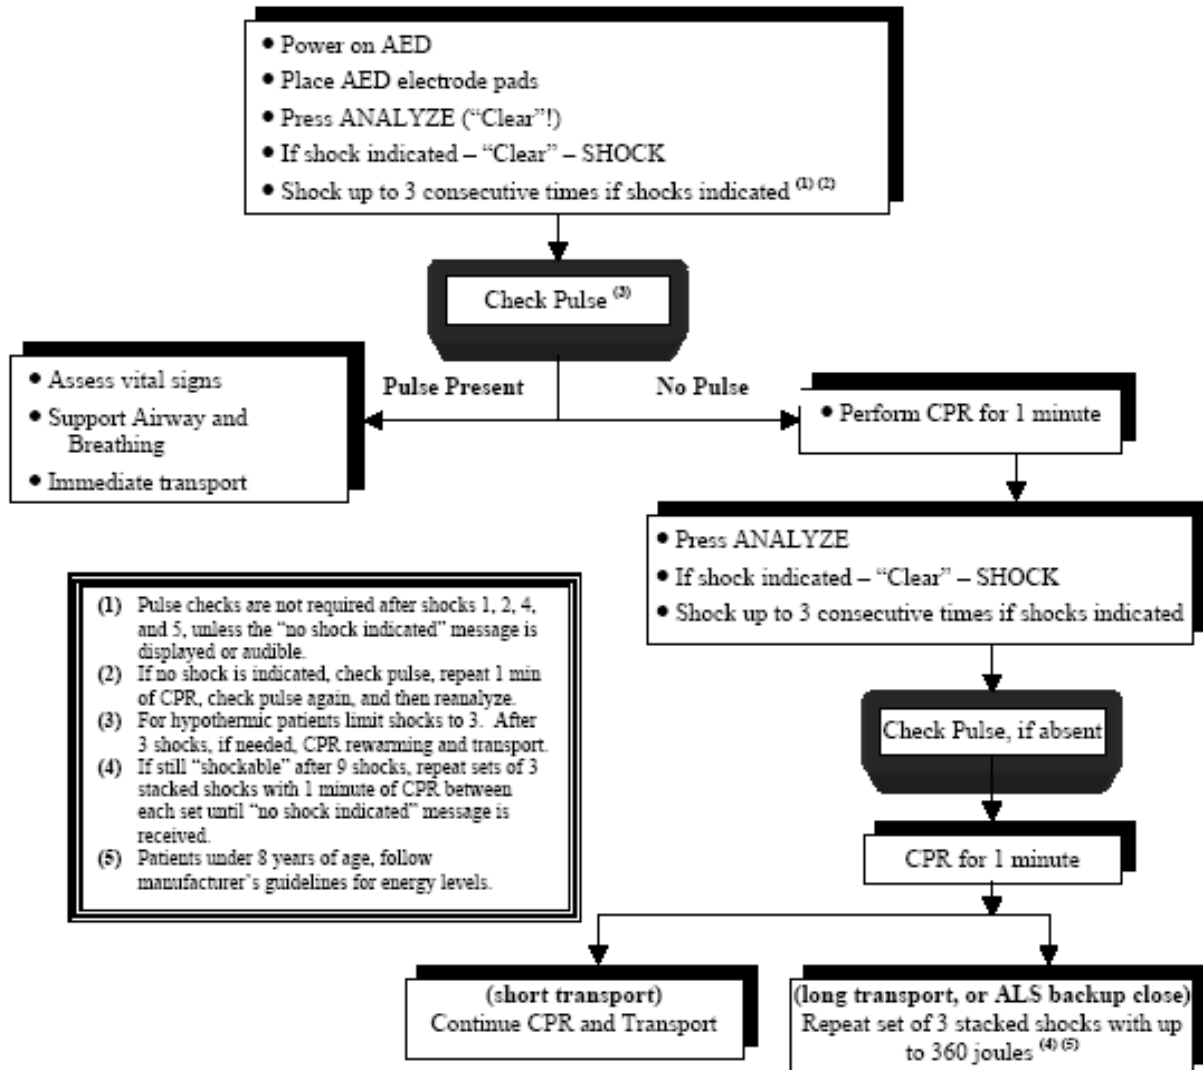 • Power on AED
• Place AED electrode pads
• Press ANALYZE (“Clear”!)
• If shock indicated – “Clear” – SHOCK
• Shock up to 3 consecutive times if shocks indicated (1) (2)
Check Pulse (3)
Pulse Present
No Pulse
• Assess vital signs
• Support Airway and
Breathing
• Immediate transport
• Perform CPR for 1 minute
• Press ANALYZE
• If shock indicated – “Clear” – SHOCK
• Shock up to 3 consecutive times if shocks indicated
(1) Pulse checks are not required after shocks 1, 2, 4,
and 5, unless the “no shock indicated” message is
displayed or audible.
(2) If no shock is indicated, check pulse, repeat 1 min
of CPR, check pulse again, and then reanalyze.
(3) For hypothermic patients limit shocks to 3. After
3 shocks, if needed, CPR rewarming and transport.
(4) If still “shockable” after 9 shocks, repeat sets of 3
stacked shocks with 1 minute of CPR between
each set until “no shock indicated” message is
received.
(5) Patients under 8 years of age, follow
manufacturer’s guidelines for energy levels.
Check Pulse, if absent
CPR for 1 minute
(short transport)
Continue CPR and Transport
(long transport, or ALS backup close)
Repeat set of 3 stacked shocks with up
to 360 joules (4) (5)